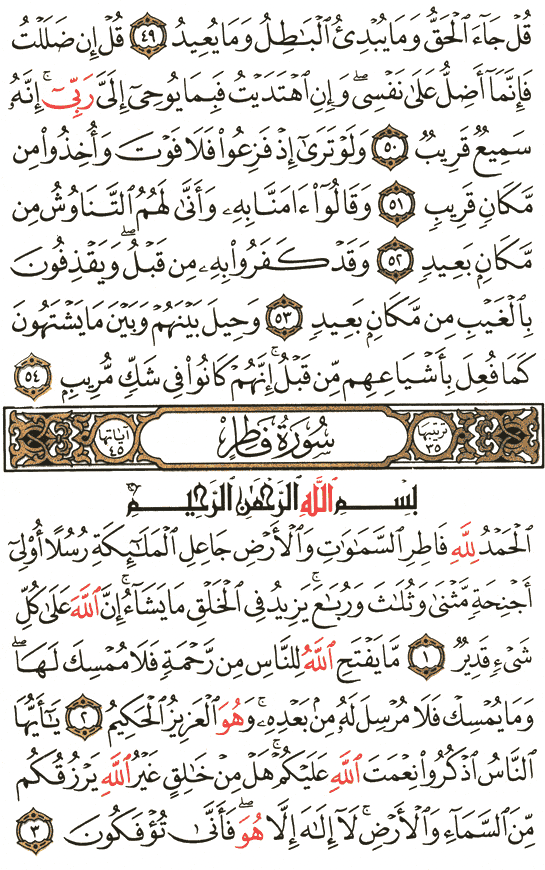 قُلْ جَآءَ ٱلْحَقُّ وَمَا يُبْدِئُ ٱلْبَٰطِلُ وَمَا يُعِيدُ ٤٩ قُلْ إِن ضَلَلْتُ
فَإِنَّمَآ أَضِلُّ عَلَىٰ نَفْسِى ۖ وَإِنِ ٱهْتَدَيْتُ فَبِمَا يُوحِىٓ إِلَىَّ رَبِّىٓ ۚ إِنَّهُۥ
سَمِيعٌ قَرِيبٌ ٥٠ وَلَوْ تَرَىٰٓ إِذْ فَزِعُوا۟ فَلَا فَوْتَ وَأُخِذُوا۟ مِن
مَّكَانٍ قَرِيبٍ ٥١ وَقَالُوٓا۟ ءَامَنَّا بِهِۦ وَأَنَّىٰ لَهُمُ ٱلتَّنَاوُشُ مِن
مَّكَانٍۭ بَعِيدٍ ٥٢ وَقَدْ كَفَرُوا۟ بِهِۦ مِن قَبْلُ ۖ وَيَقْذِفُونَ
بِٱلْغَيْبِ مِن مَّكَانٍۭ بَعِيدٍ ٥٣ وَحِيلَ بَيْنَهُمْ وَبَيْنَ مَا يَشْتَهُونَ
كَمَا فُعِلَ بِأَشْيَاعِهِم مِّن قَبْلُ ۚ إِنَّهُمْ كَانُوا۟ فِى شَكٍّ مُّرِيبٍۭ ٥٤
ترتيبها ٣٥ سُورَةُ فَاطِرٍ آياتها ٤٥
بِسْمِ ٱللَّهِ ٱلرَّحْمَٰنِ ٱلرَّحِيمِ
ٱلْحَمْدُ لِلَّهِ فَاطِرِ ٱلسَّمَٰوَٰتِ وَٱلْأَرْضِ جَاعِلِ ٱلْمَلَٰٓئِكَةِ رُسُلًا أُو۟لِىٓ
أَجْنِحَةٍ مَّثْنَىٰ وَثُلَٰثَ وَرُبَٰعَ ۚ يَزِيدُ فِى ٱلْخَلْقِ مَا يَشَآءُ ۚ إِنَّ ٱللَّهَ عَلَىٰ كُلِّ
شَىْءٍ قَدِيرٌ ١ مَّا يَفْتَحِ ٱللَّهُ لِلنَّاسِ مِن رَّحْمَةٍ فَلَا مُمْسِكَ لَهَا ۖ
وَمَا يُمْسِكْ فَلَا مُرْسِلَ لَهُۥ مِنۢ بَعْدِهِۦ ۚ وَهُوَ ٱلْعَزِيزُ ٱلْحَكِيمُ ٢ يَٰٓأَيُّهَا
ٱلنَّاسُ ٱذْكُرُوا۟ نِعْمَتَ ٱللَّهِ عَلَيْكُمْ ۚ هَلْ مِنْ خَٰلِقٍ غَيْرُ ٱللَّهِ يَرْزُقُكُم
مِّنَ ٱلسَّمَآءِ وَٱلْأَرْضِ ۚ لَآ إِلَٰهَ إِلَّا هُوَ ۖ فَأَنَّىٰ تُؤْفَكُونَ ٣